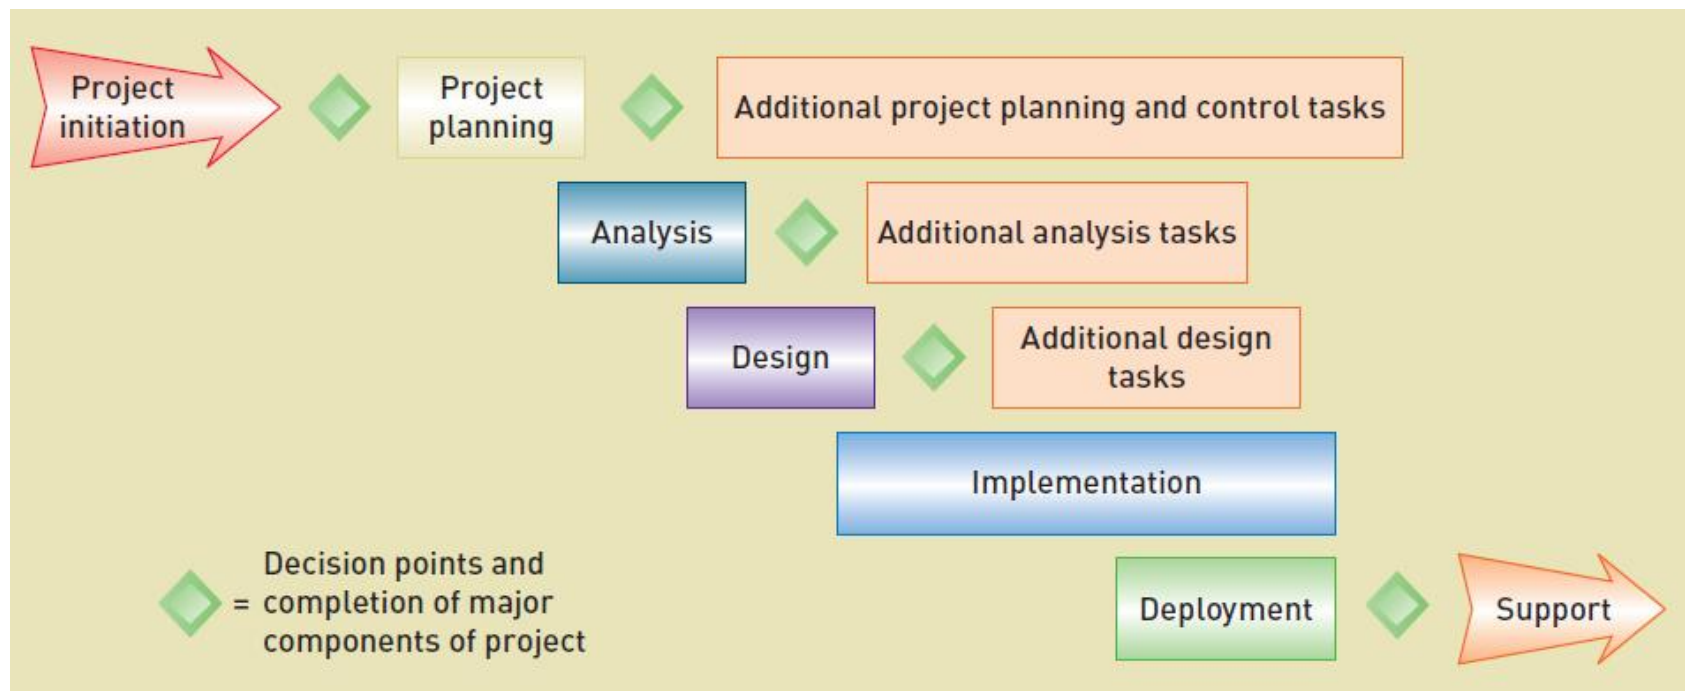 Project
initiation
Project
planning
Additional project planning and control tasks
Analysis
Additional analysis tasks
Design
Additional design
tasks
Implementation
Decision points and
= completion of major
components of project
Deployment
Support